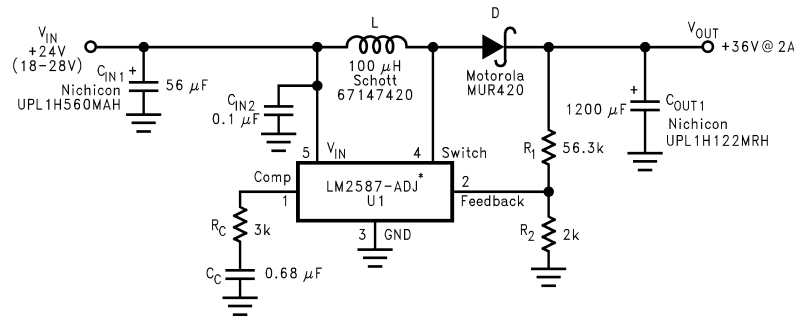 V_IN
+24V
(18-28V)
C_IN1
+
56 µF
Nichicon
UPL1H560MAH
C_IN2
0.1 µF
L
100 µH
Schott
67147420
D
Motorola
MUR420
V_OUT
+36V@2A
1200 µF
+
C_OUT1
Nichicon
UPL1H122MRH
R_1
56.3k
R_2
2k
5
V_IN
4
Switch
Comp
1
LM2587-ADJ*
U1
2
Feedback
3
GND
R_C
3k
C_C
0.68 µF